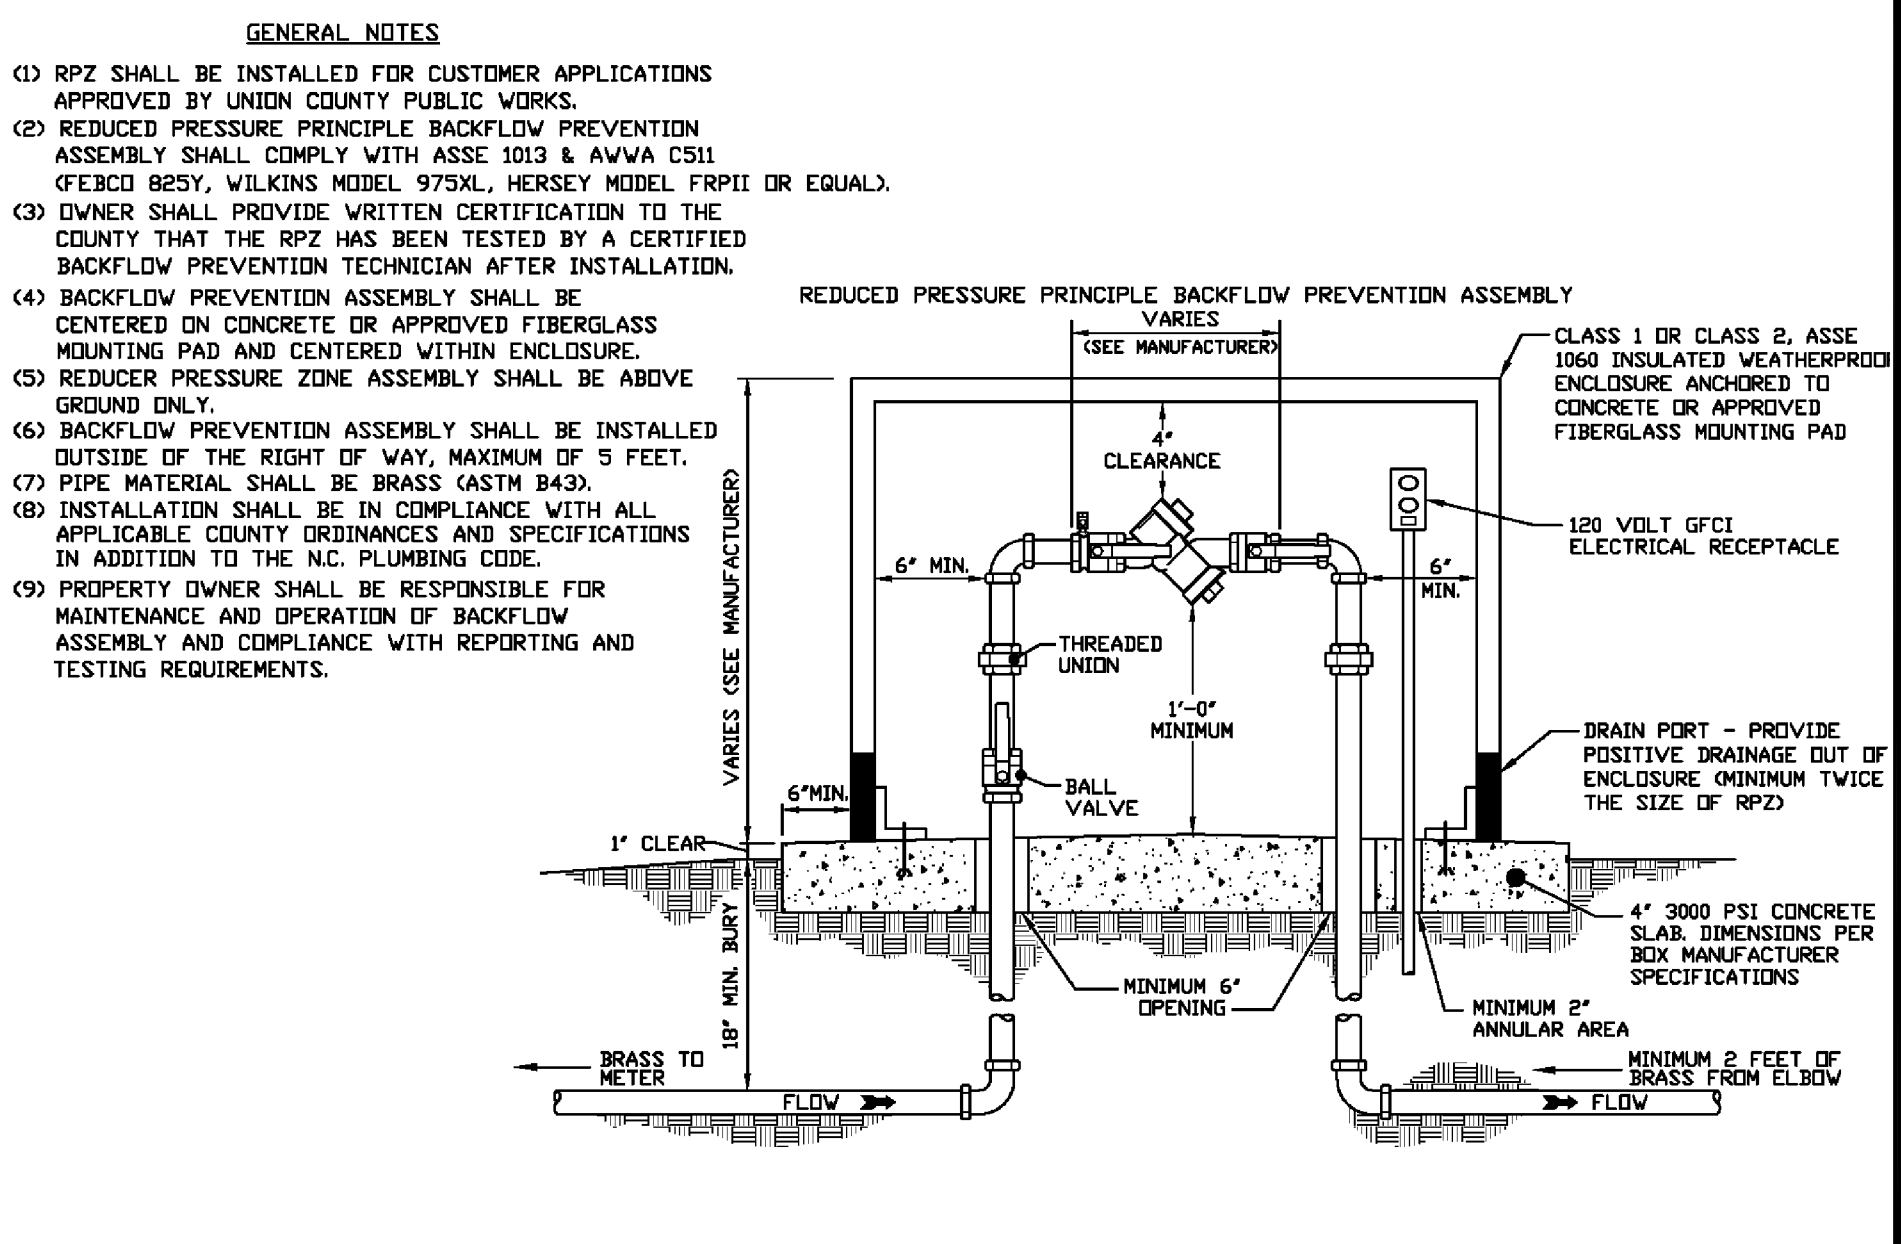 GENERAL NOTES
(1) RPZ SHALL BE INSTALLED FOR CUSTOMER APPLICATIONS
APPROVED BY UNION COUNTY PUBLIC WORKS.
(2) REDUCED PRESSURE PRINCIPLE BACKFLOW PREVENTION
ASSEMBLY SHALL COMPLY WITH ASSE 1013 & AWWA C511
(FEBCO 825Y, WILKINS MODEL 975XL, HERSEY MODEL FRPII OR EQUAL).
(3) OWNER SHALL PROVIDE WRITTEN CERTIFICATION TO THE
COUNTY THAT THE RPZ HAS BEEN TESTED BY A CERTIFIED
BACKFLOW PREVENTION TECHNICIAN AFTER INSTALLATION.
(4) BACKFLOW PREVENTION ASSEMBLY SHALL BE
CENTERED ON CONCRETE OR APPROVED FIBERGLASS
MOUNTING PAD AND CENTERED WITHIN ENCLOSURE.
(5) REDUCER PRESSURE ZONE ASSEMBLY SHALL BE ABOVE
GROUND ONLY.
(6) BACKFLOW PREVENTION ASSEMBLY SHALL BE INSTALLED
OUTSIDE OF THE RIGHT OF WAY, MAXIMUM OF 5 FEET.
(7) PIPE MATERIAL SHALL BE BRASS (ASTM B43).
(8) INSTALLATION SHALL BE IN COMPLIANCE WITH ALL
APPLICABLE COUNTY ORDINANCES AND SPECIFICATIONS
IN ADDITION TO THE N.C. PLUMBING CODE.
(9) PROPERTY OWNER SHALL BE RESPONSIBLE FOR
MAINTENANCE AND OPERATION OF BACKFLOW
ASSEMBLY AND COMPLIANCE WITH REPORTING AND
TESTING REQUIREMENTS.
REDUCED PRESSURE PRINCIPLE BACKFLOW PREVENTION ASSEMBLY
VARIES
(SEE MANUFACTURER)
CLASS 1 OR CLASS 2, ASSE
1060 INSULATED WEATHERPROOF
ENCLOSURE ANCHORED TO
CONCRETE OR APPROVED
FIBERGLASS MOUNTING PAD
4"
CLEARANCE
120 VOLT GFCI
ELECTRICAL RECEPTACLE
6" MIN.
6"
MIN.
VARIES (SEE MANUFACTURER)
THREADED
UNION
1'-0"
MINIMUM
DRAIN PORT - PROVIDE
POSITIVE DRAINAGE OUT OF
ENCLOSURE (MINIMUM TWICE
THE SIZE OF RPZ)
BALL
VALVE
6"MIN.
1" CLEAR
18" MIN. BURY
4" 3000 PSI CONCRETE
SLAB. DIMENSIONS PER
BOX MANUFACTURER
SPECIFICATIONS
MINIMUM 6"
OPENING
MINIMUM 2"
ANNULAR AREA
BRASS TO
METER
MINIMUM 2 FEET OF
BRASS FROM ELBOW
FLOW
FLOW